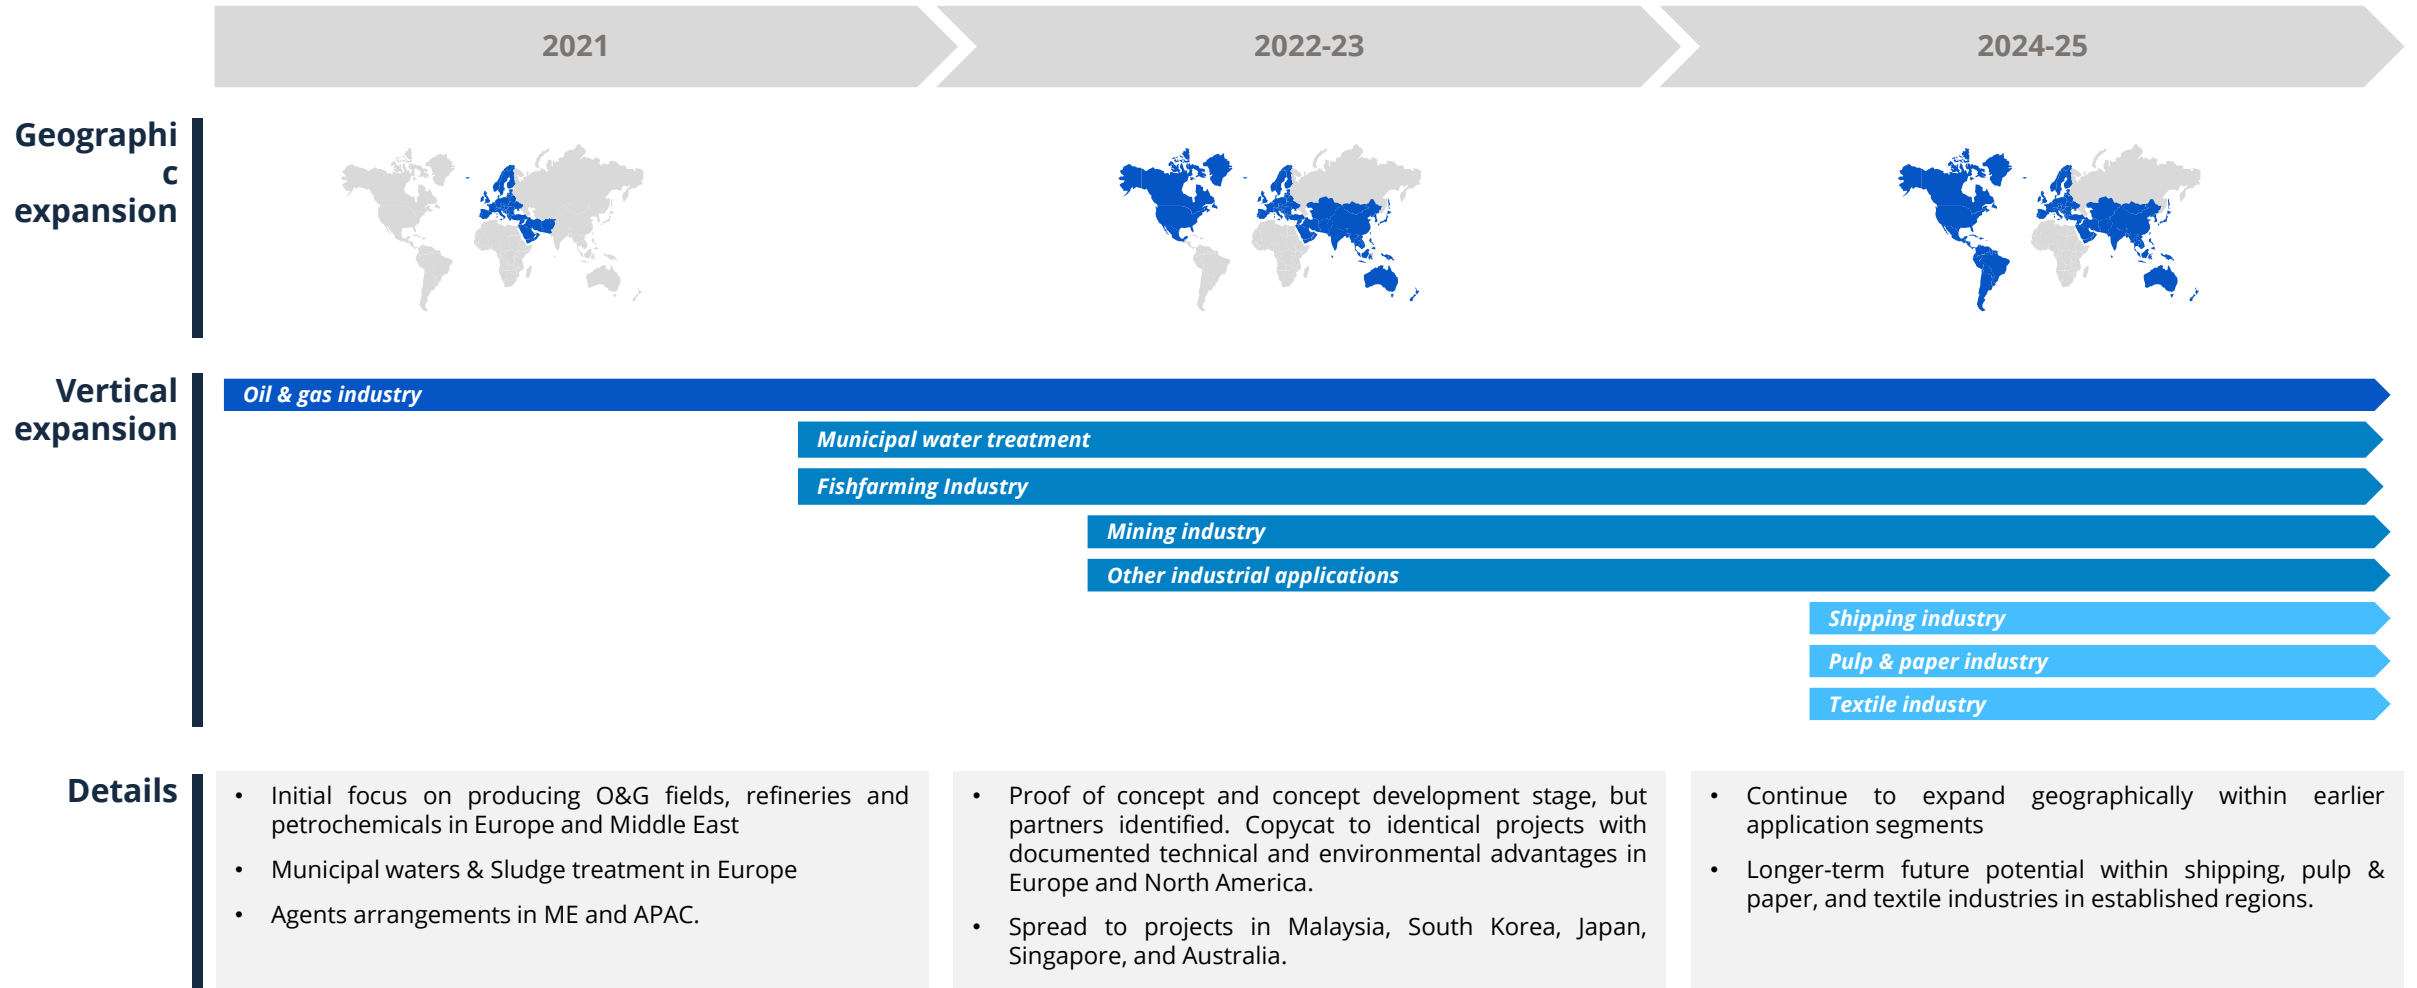 2021
2022-23
2024-25
Geographi
c
expansion
Vertical
expansion
Oil & gas industry
Municipal water treatment
Fishfarming Industry
Mining industry
Other industrial applications
Shipping industry
Pulp & paper industry
Textile industry
Details
• Initial focus on producing O&G fields, refineries and
petrochemicals in Europe and Middle East
• Municipal waters & Sludge treatment in Europe
• Agents arrangements in ME and APAC.
• Proof of concept and concept development stage, but
partners identified. Copycat to identical projects with
documented technical and environmental advantages in
Europe and North America.
• Spread to projects in Malaysia, South Korea, Japan,
Singapore, and Australia.
• Continue to expand geographically within earlier
application segments
• Longer-term future potential within shipping, pulp &
paper, and textile industries in established regions.